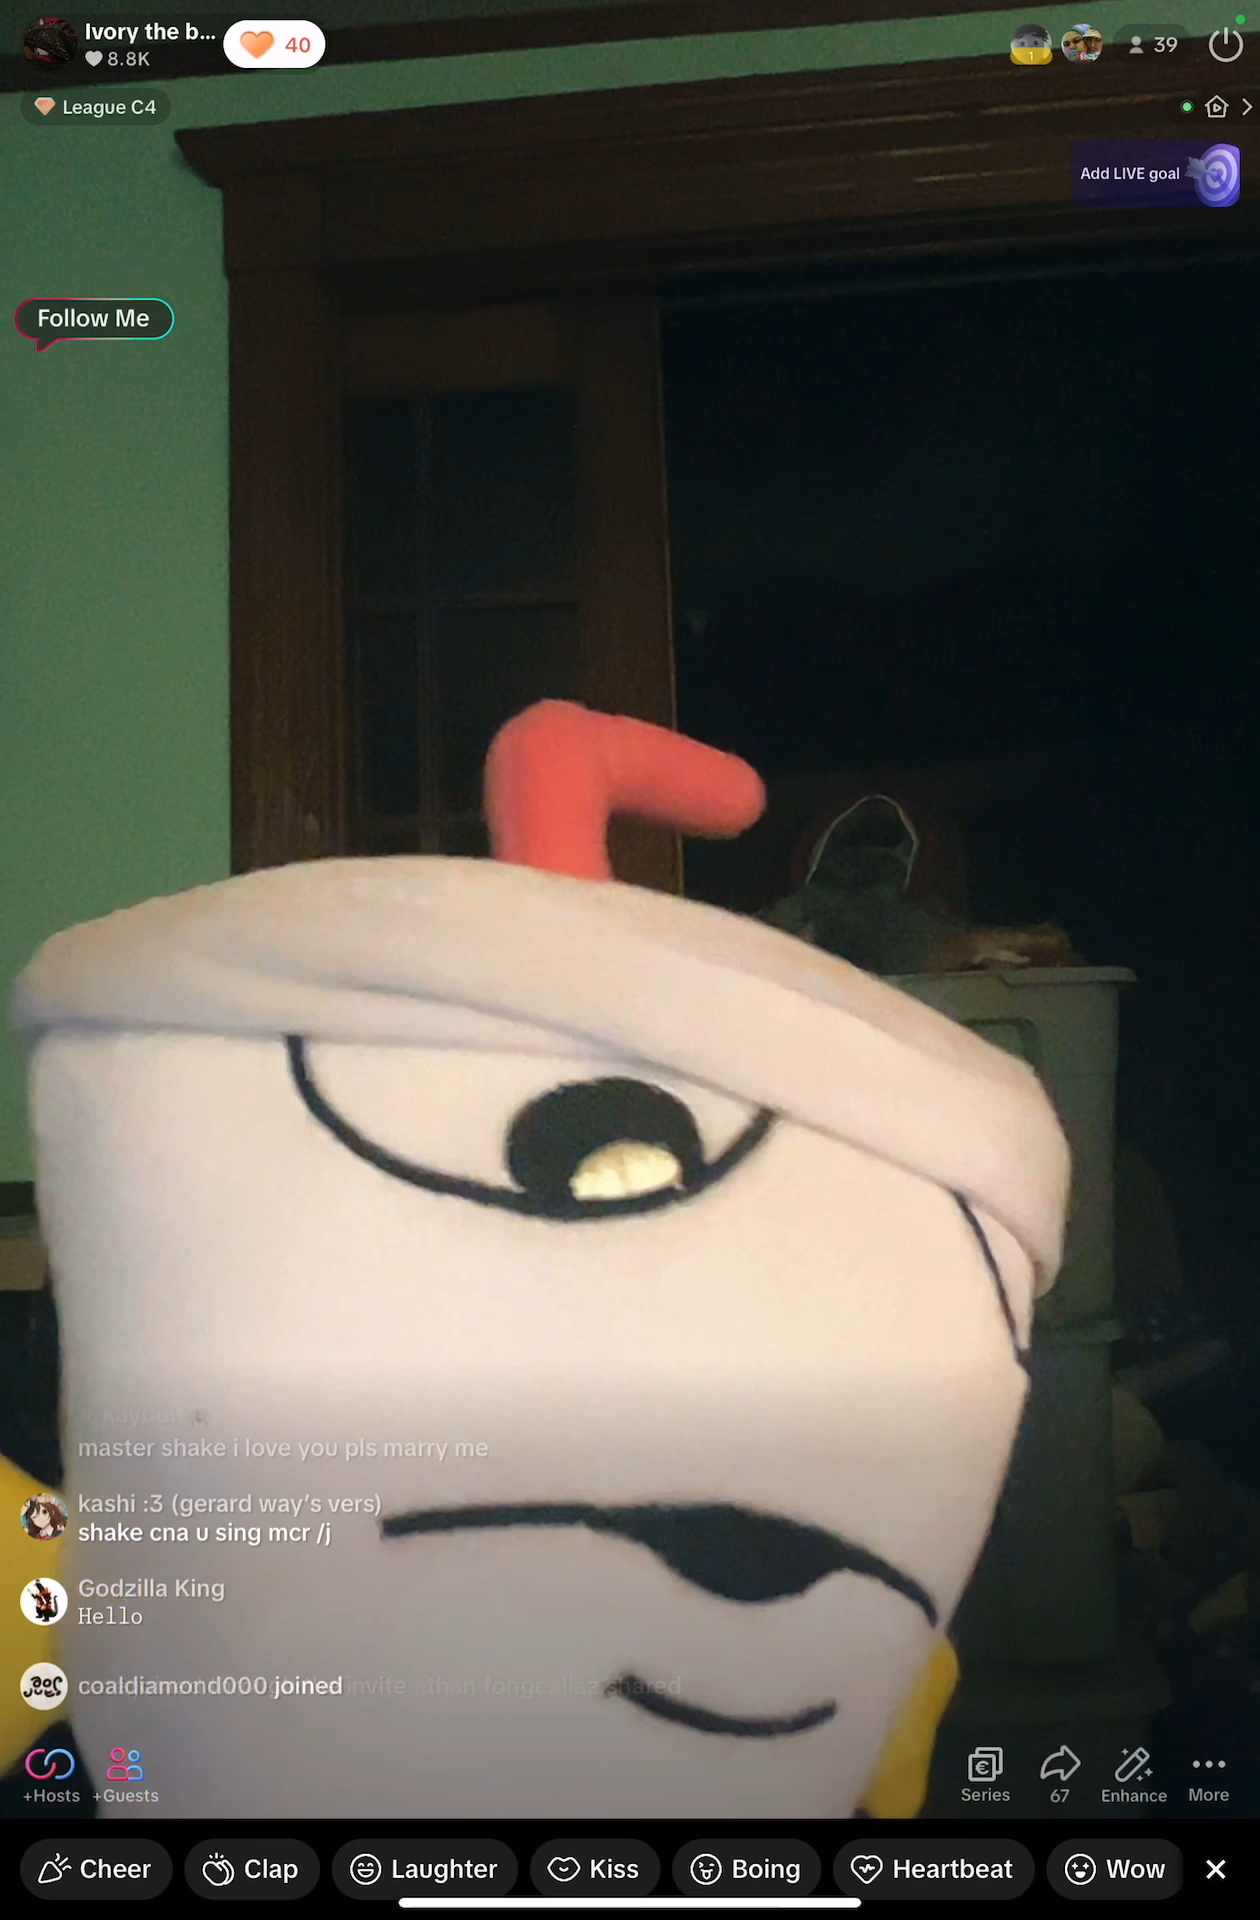 Ivory the b...
8.8K
40
1
39
League C4
Add LIVE goal
Follow Me
master shake i love you pls marry me
kashi :3 (gerard way's vers)
shake cna u sing mcr /j
Godzilla King
Hello
coaldiamond000 joined
+Hosts
+Guests
Series
67
Enhance
More
Cheer
Clap
Laughter
Kiss
Boing
Heartbeat
Wow